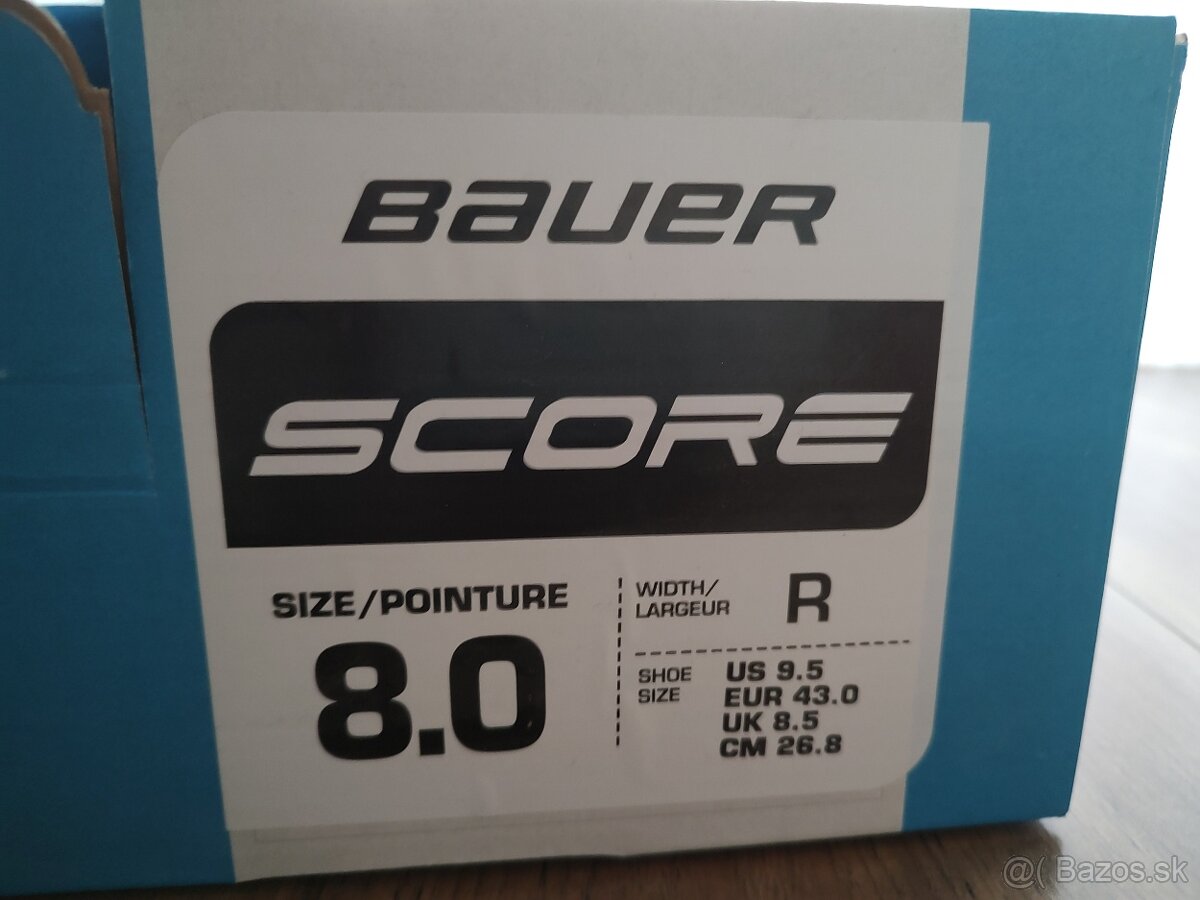 BAUER
SCORE
SIZE/POINTURE
8.0
WIDTH/
LARGEUR
R
SHOE
SIZE
US 9.5
EUR 43.0
UK 8.5
CM 26.8
@( Bazos.sk